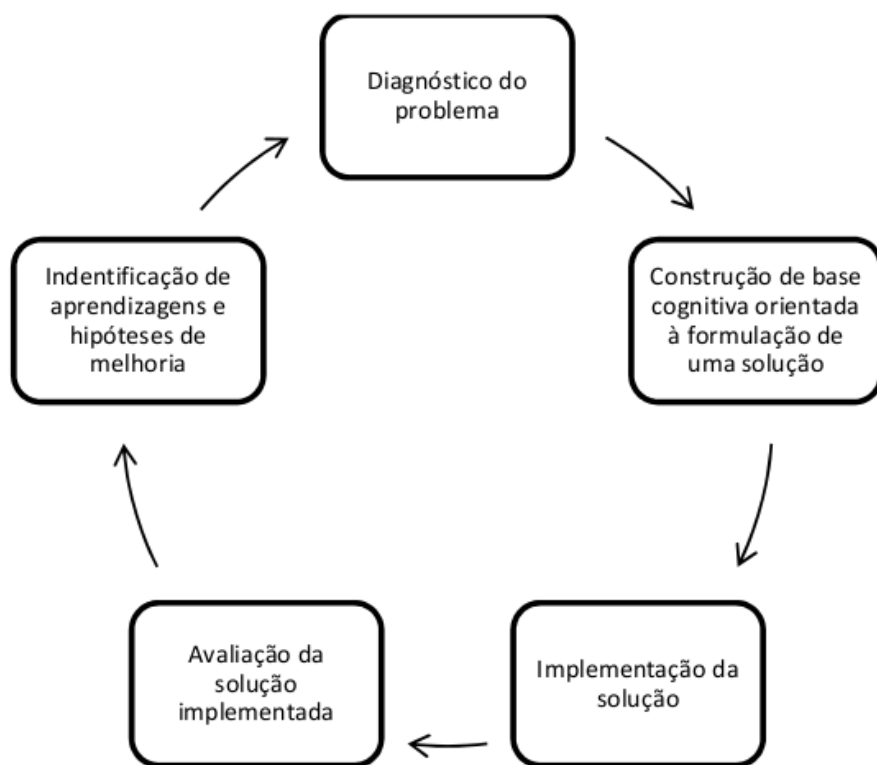 Diagnóstico do
problema
Construção de base
cognitiva orientada
à formulação de
uma solução
Implementação da
solução
Avaliação da
solução
implementada
Indentificação de
aprendizagens e
hipóteses de
melhoria